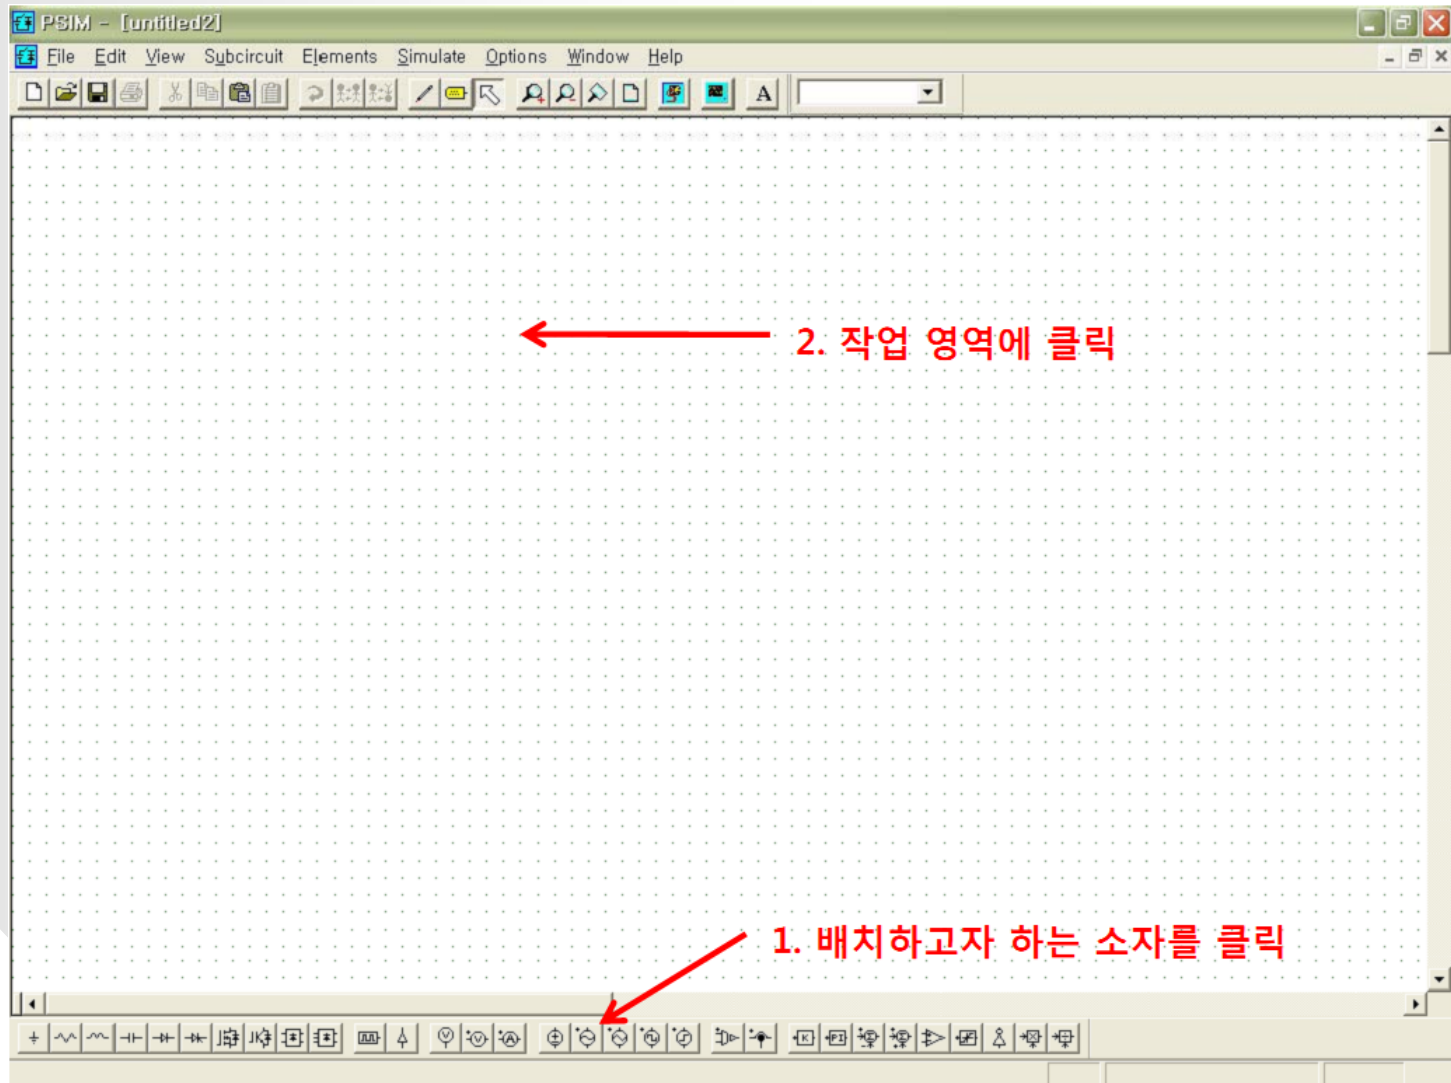 PSIM - [untitled2]
File Edit View Subcircuit Elements Simulate Options Window Help
A
2. 작업 영역에 클릭
1. 배치하고자 하는 소자를 클릭
V V A K PI